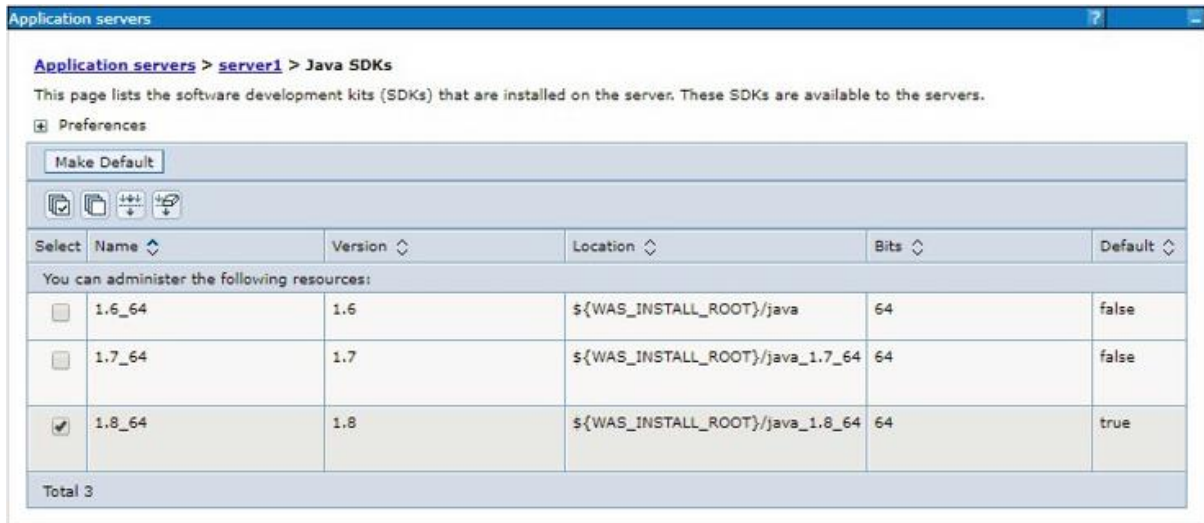 Application servers ? –
Application servers > server1 > Java SDKs
This page lists the software development kits (SDKs) that are installed on the server. These SDKs are available to the servers.
+ Preferences
Make Default
Select Name Version Location Bits Default
You can administer the following resources:
1.6_64 1.6 ${WAS_INSTALL_ROOT}/java 64 false
1.7_64 1.7 ${WAS_INSTALL_ROOT}/java_1.7_64 64 false
1.8_64 1.8 ${WAS_INSTALL_ROOT}/java_1.8_64 64 true
Total 3